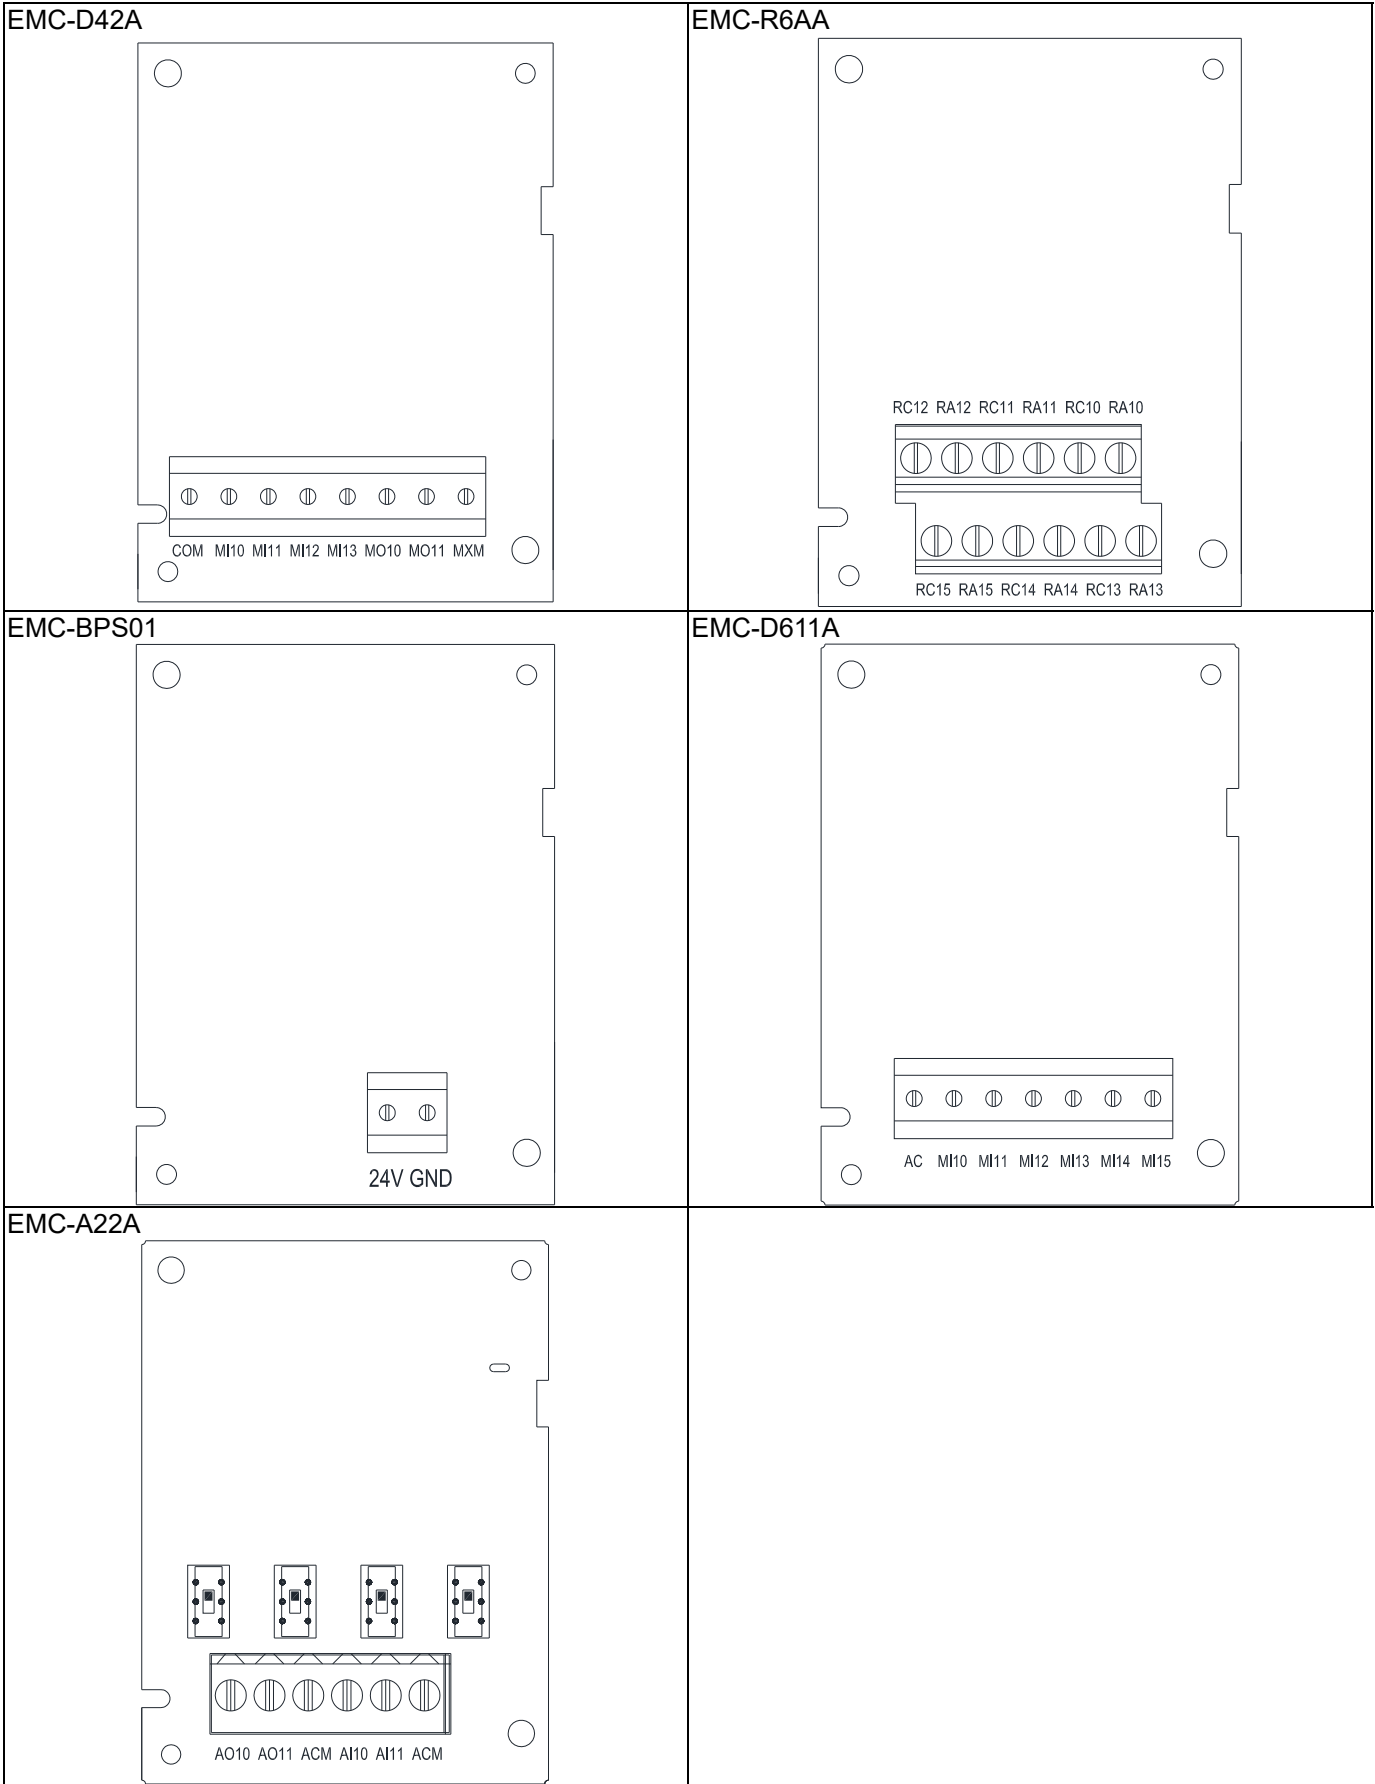 EMC-D42A
COM MI10 MI11 MI12 MI13 MO10 MO11 MXM
EMC-R6AA
RC12 RA12 RC11 RA11 RC10 RA10
RC15 RA15 RC14 RA14 RC13 RA13
EMC-BPS01
24V GND
EMC-D611A
AC MI10 MI11 MI12 MI13 MI14 MI15
EMC-A22A
AO10 AO11 ACM AI10 AI11 ACM